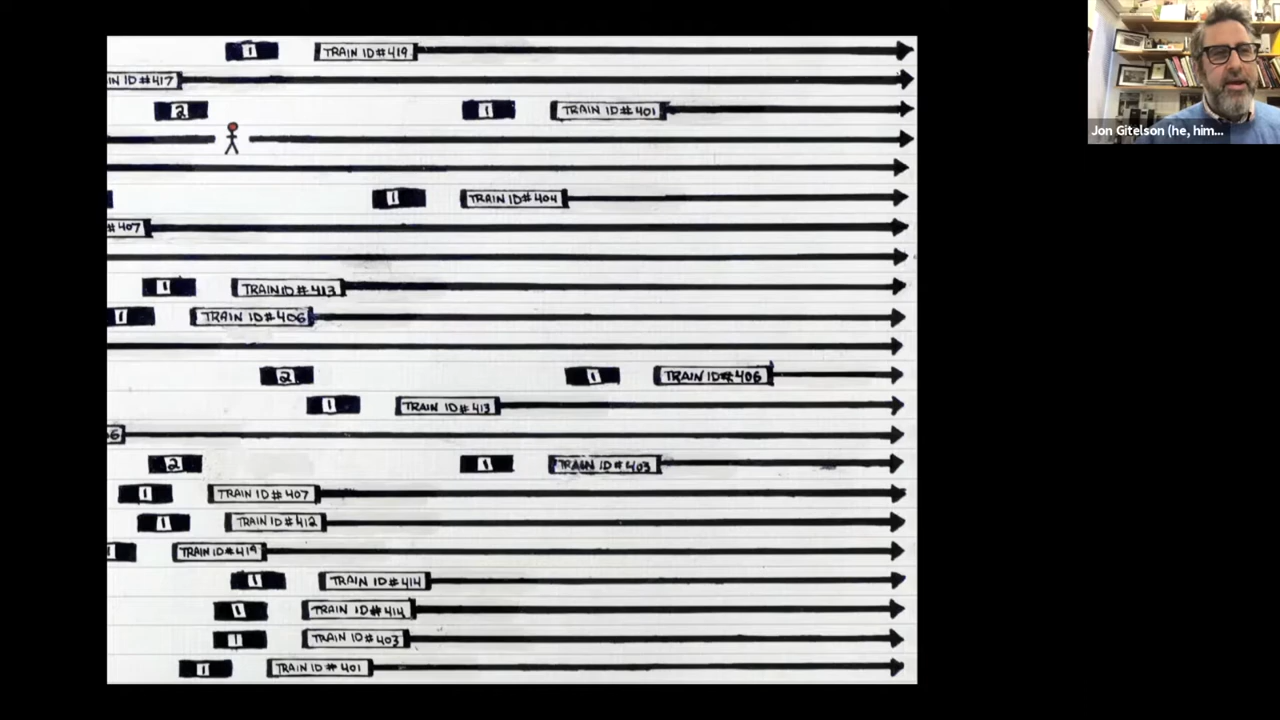 1 TRAIN ID#419
IN ID #417
2 1 TRAIN ID#401
1 TRAIN ID#404
#407
1 TRAIN ID#413
1 TRAIN ID#406
2 1 TRAIN ID#406
1 TRAIN ID#413
6
2 1 TRAIN ID#403
1 TRAIN ID#407
1 TRAIN ID#412
1 TRAIN ID#419
1 TRAIN ID#414
1 TRAIN ID#414
1 TRAIN ID#403
1 TRAIN ID#401
Jon Gitelson (he, him...